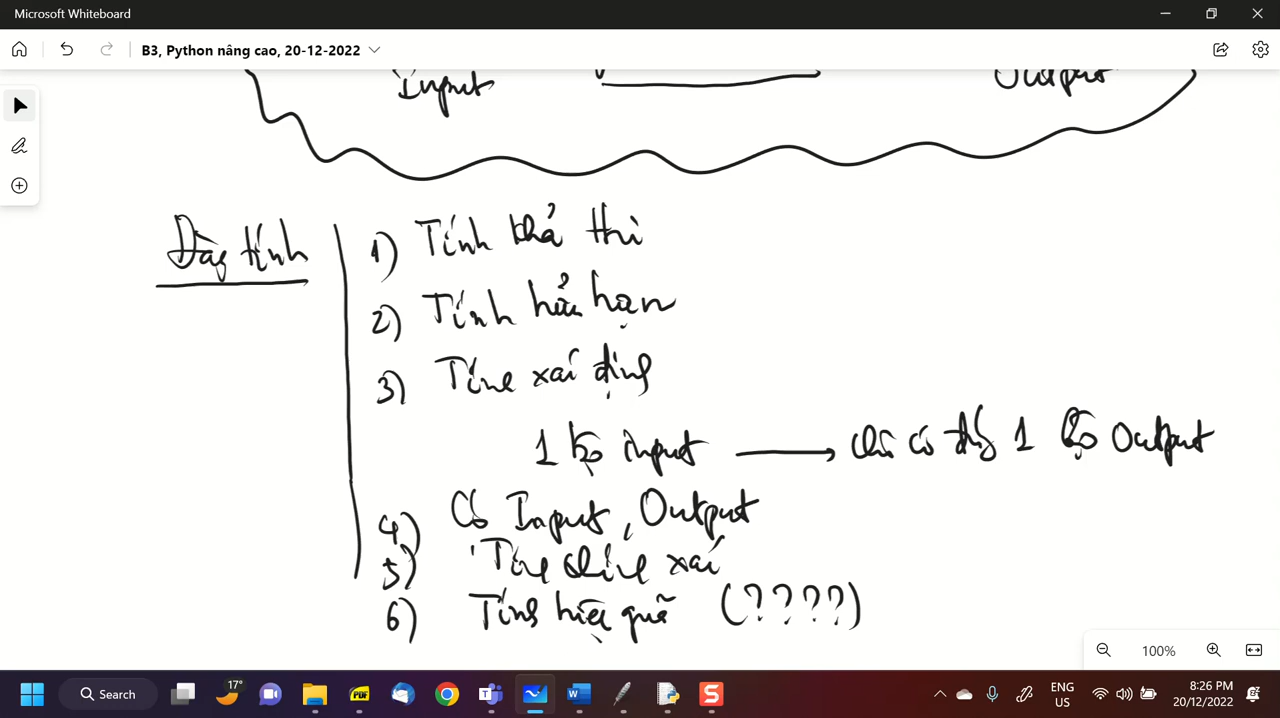 Microsoft Whiteboard
B3, Python nâng cao, 20-12-2022
Input Output
Đặc tính
1) Tính khả thi
2) Tính hữu hạn
3) Tính xác định
1 bộ input → chỉ có đúng 1 bộ Output
4) Có Input, Output
5) Tính chính xác
6) Tính hiệu quả (????)
100%
17°
Search
PDF
ENG
US
8:26 PM
20/12/2022